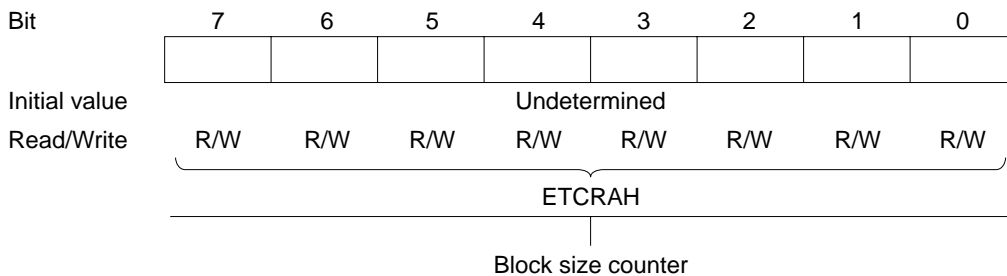 Bit 7 6 5 4 3 2 1 0
Initial value Undetermined
Read/Write R/W R/W R/W R/W R/W R/W R/W R/W
ETCRAH
Block size counter